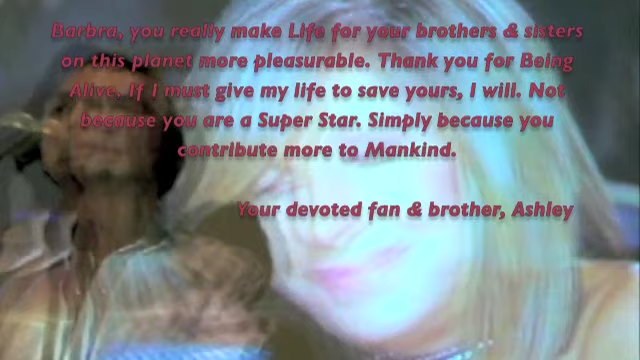 Barbra, you really make Life for your brothers & sisters
on this planet more pleasurable. Thank you for Being
Alive. If I must give my life to save yours, I will. Not
because you are a Super Star. Simply because you
contribute more to Mankind.
Your devoted fan & brother, Ashley